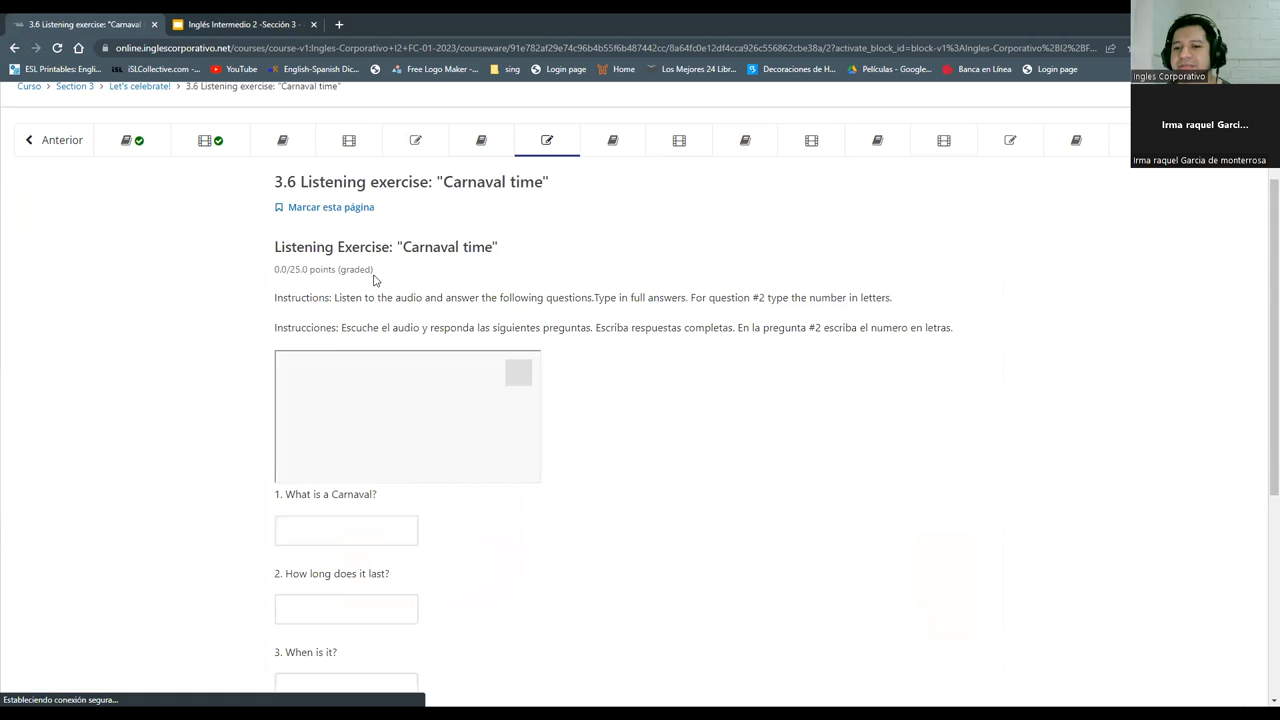 3.6 Listening exercise: "Carnaval
Inglés Intermedio 2 -Sección 3 -
online.inglescorporativo.net/courses/course-v1:Ingles-Corporativo+I2+FC-01-2023/courseware/91e782af29e74c96b4b55f6b487442cc/8a64fc0e12df4cca926c556862cbe38a/2?activate_block_id=block-v1%3AIngles-Corporativo%2BI2%2BF...
ESL Printables: Engli...
iSLCollective.com -...
YouTube
English-Spanish Dic...
Free Logo Maker -...
sing
Login page
Home
Los Mejores 24 Libr...
Decoraciones de H...
Películas - Google...
Banca en Línea
Login page
Curso
Section 3
Let's celebrate!
3.6 Listening exercise: "Carnaval time"
Anterior
3.6 Listening exercise: "Carnaval time"
Marcar esta página
Listening Exercise: "Carnaval time"
0.0/25.0 points (graded)
Instructions: Listen to the audio and answer the following questions.Type in full answers. For question #2 type the number in letters.
Instrucciones: Escuche el audio y responda las siguientes preguntas. Escriba respuestas completas. En la pregunta #2 escriba el numero en letras.
1. What is a Carnaval?
2. How long does it last?
3. When is it?
Estableciendo conexión segura...
Ingles Corporativo
Irma raquel Garci...
Irma raquel Garcia de monterrosa